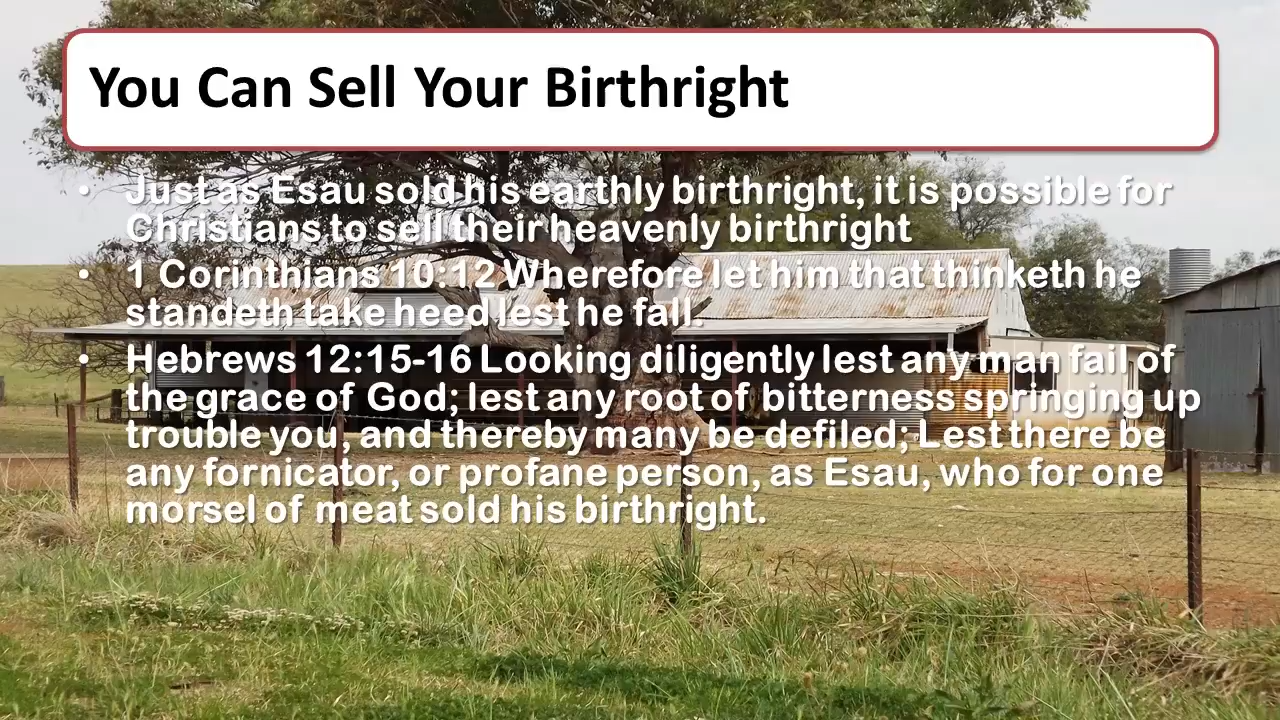 You Can Sell Your Birthright
• Just as Esau sold his earthly birthright, it is possible for
Christians to sell their heavenly birthright
• 1 Corinthians 10:12 Wherefore let him that thinketh he
standeth take heed lest he fall.
• Hebrews 12:15-16 Looking diligently lest any man fail of
the grace of God; lest any root of bitterness springing up
trouble you, and thereby many be defiled; Lest there be
any fornicator, or profane person, as Esau, who for one
morsel of meat sold his birthright.